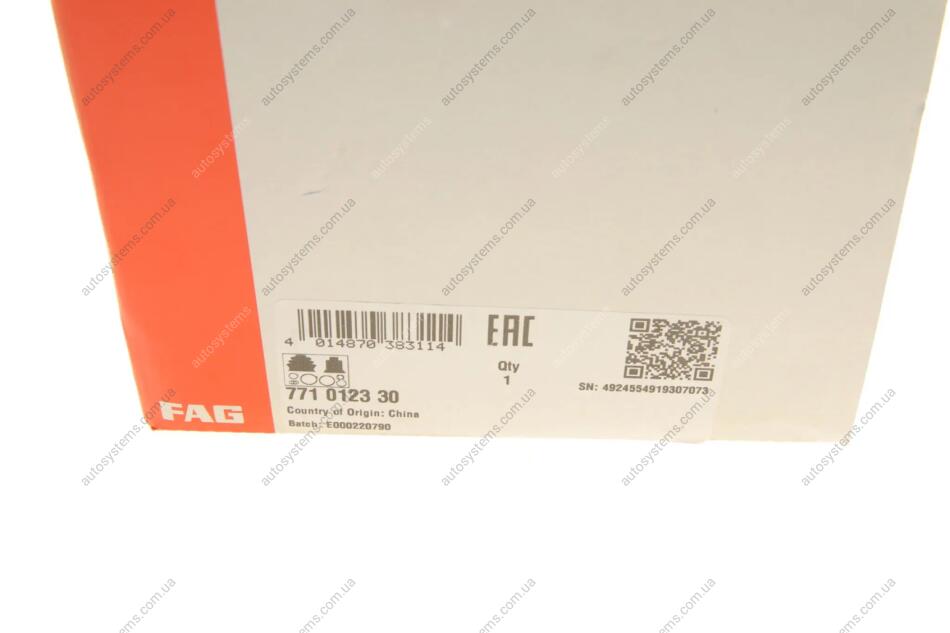 4 014870 383114
EAC
Qty
1
SN: 4924554919307073
771 0123 30
Country of Origin: China
Batch: E000220790
FAG
autosystems.com.ua